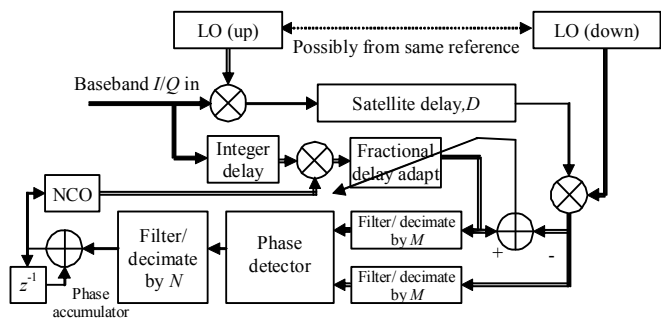 LO (up)
Possibly from same reference
LO (down)
Baseband I/Q in
Satellite delay,D
Integer
delay
Fractional
delay adapt
NCO
Filter/
decimate
by N
Phase
detector
Filter/ decimate
by M
+
-
Filter/ decimate
by M
z⁻¹
Phase
accumulator